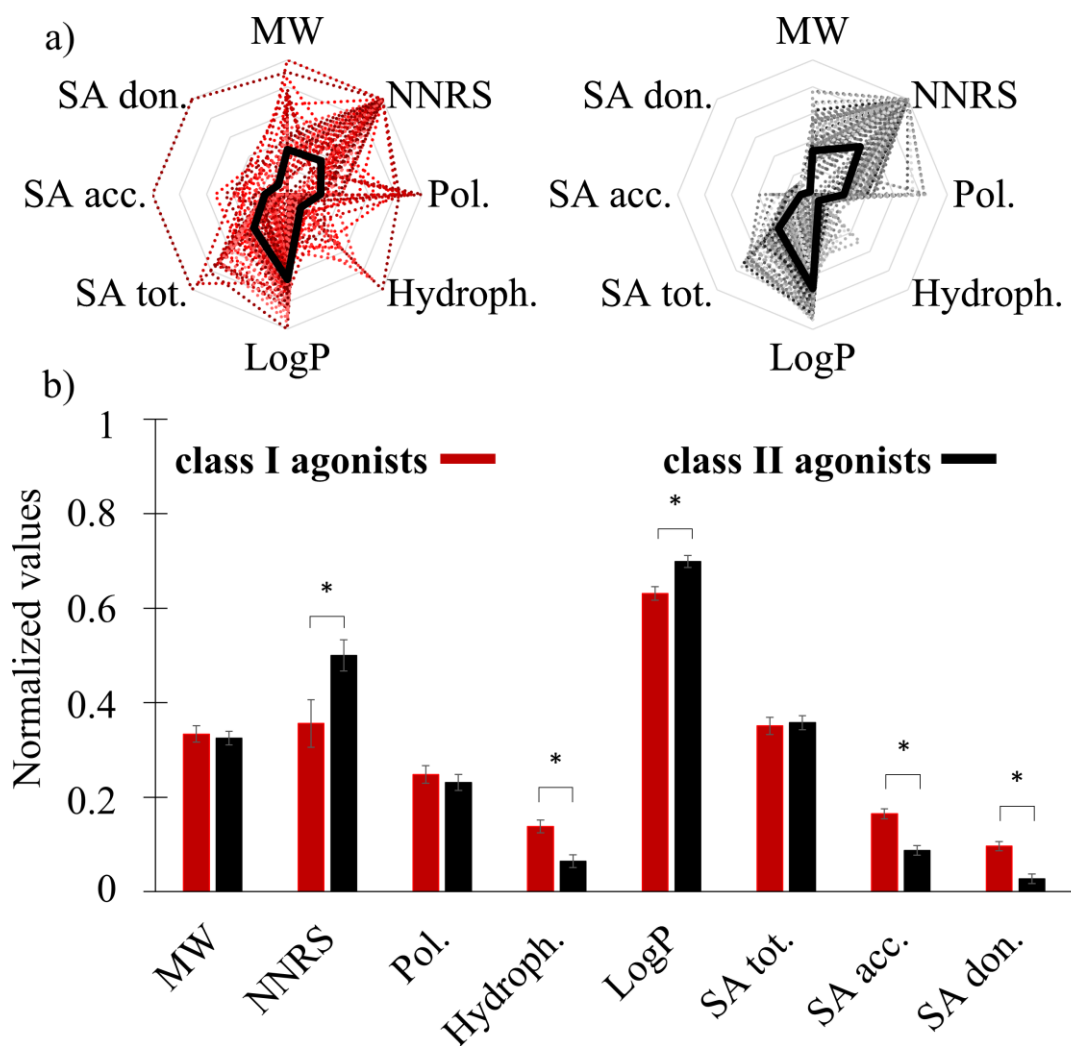 a)
MW
MW
SA don.
NNRS
NNRS
SA don.
SA acc.
Pol.
SA acc.
Pol.
SA tot.
Hydroph.
SA tot.
Hydroph.
LogP
LogP
b)
1
class I agonists
class II agonists
0.8
*
0.6
*
0.4
*
*
*
0.2
0
Normalized values
MW
NNRS
Pol.
Hydroph.
LogP
SA tot.
SA acc.
SA don.